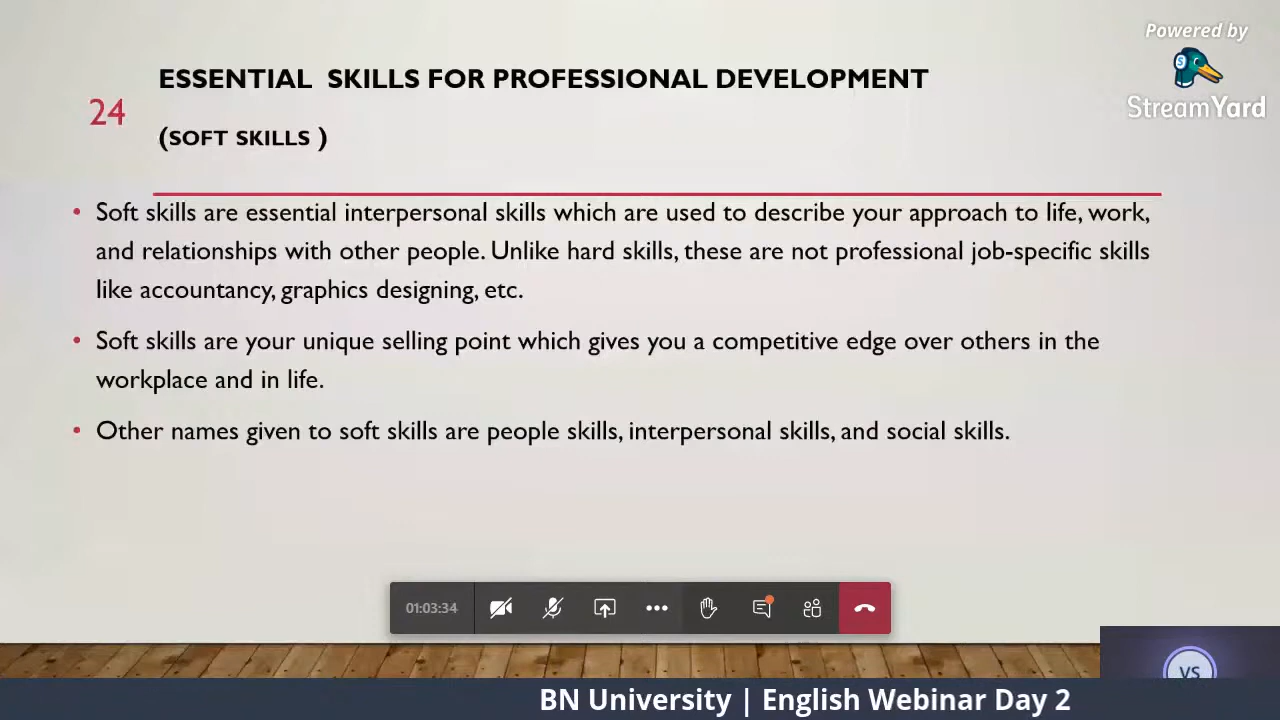 Powered by
StreamYard
ESSENTIAL SKILLS FOR PROFESSIONAL DEVELOPMENT
24
(SOFT SKILLS )
• Soft skills are essential interpersonal skills which are used to describe your approach to life, work,
and relationships with other people. Unlike hard skills, these are not professional job-specific skills
like accountancy, graphics designing, etc.
• Soft skills are your unique selling point which gives you a competitive edge over others in the
workplace and in life.
• Other names given to soft skills are people skills, interpersonal skills, and social skills.
01:03:34
VS
BN University | English Webinar Day 2